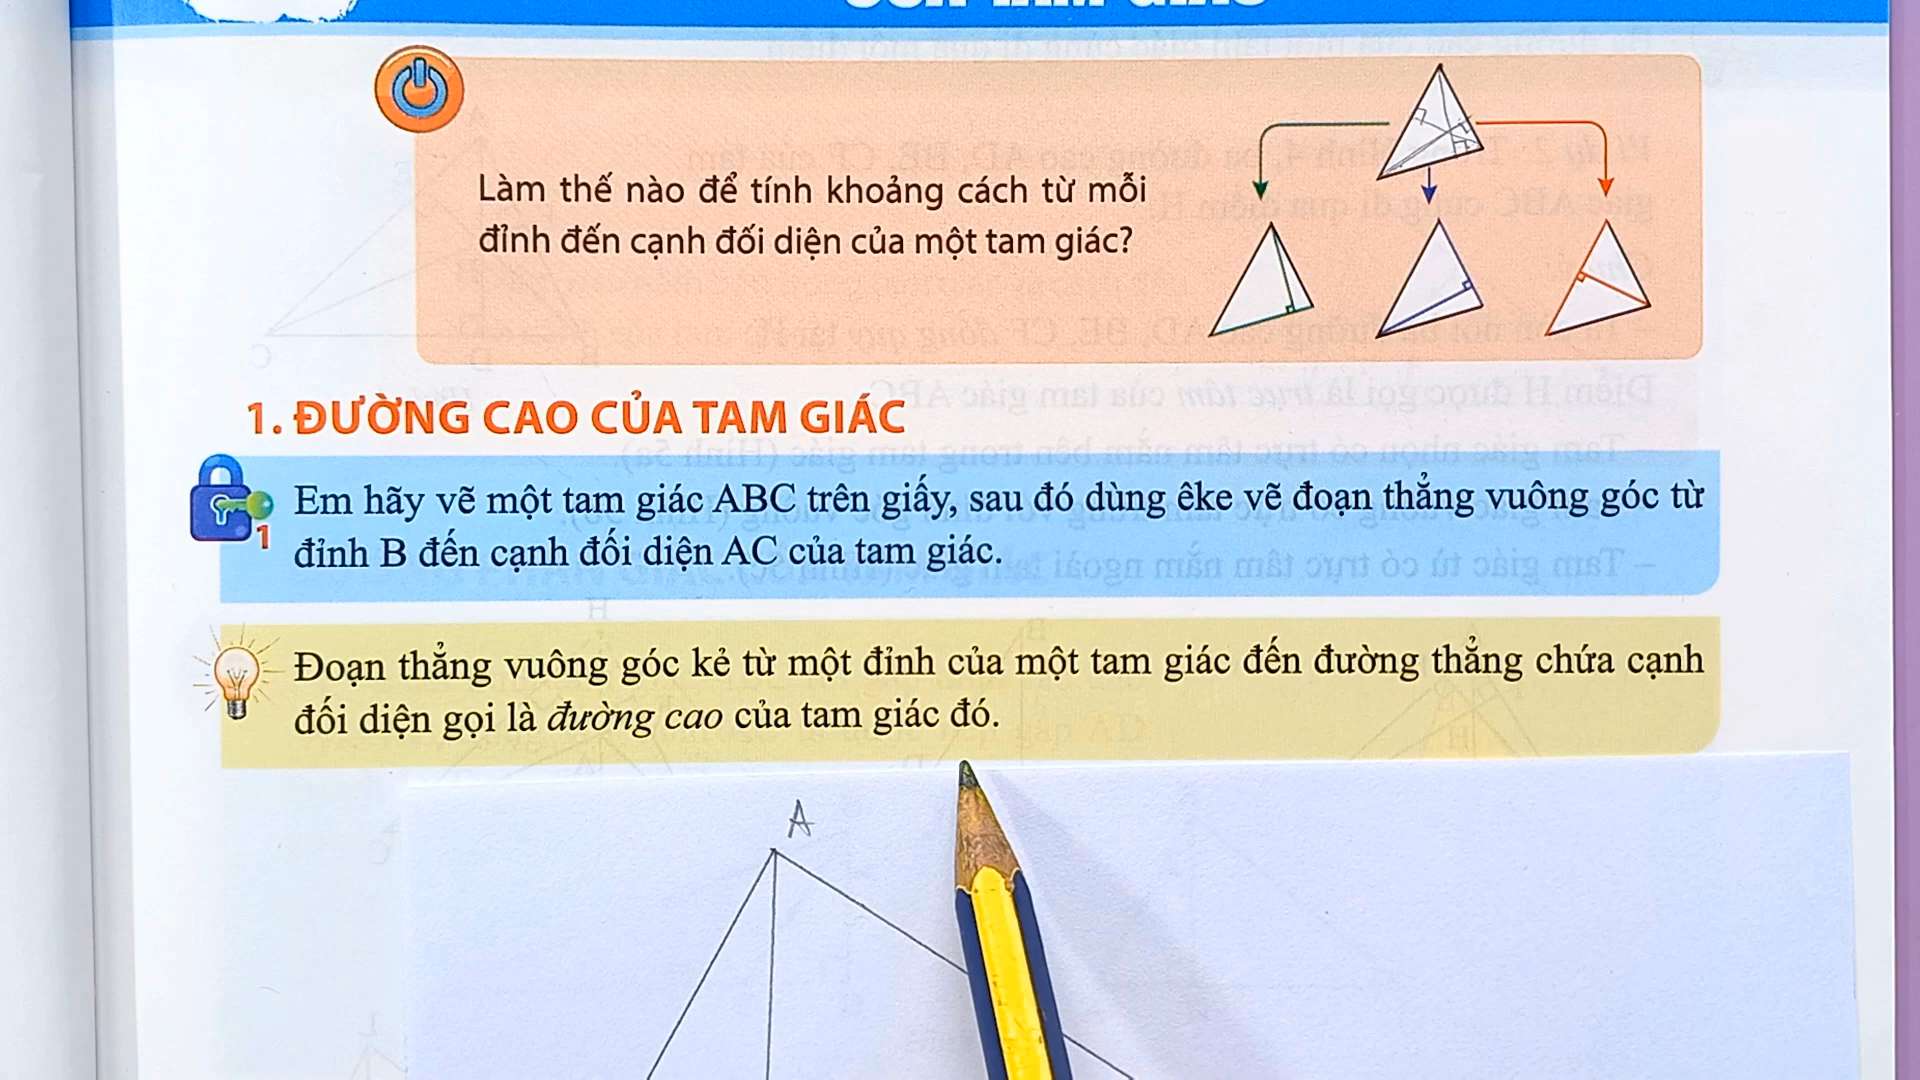 CỦA TAM GIÁC
Làm thế nào để tính khoảng cách từ mỗi
đỉnh đến cạnh đối diện của một tam giác?
1. ĐƯỜNG CAO CỦA TAM GIÁC
1
Em hãy vẽ một tam giác ABC trên giấy, sau đó dùng êke vẽ đoạn thẳng vuông góc từ
đỉnh B đến cạnh đối diện AC của tam giác.
Đoạn thẳng vuông góc kẻ từ một đỉnh của một tam giác đến đường thẳng chứa cạnh
đối diện gọi là đường cao của tam giác đó.
A